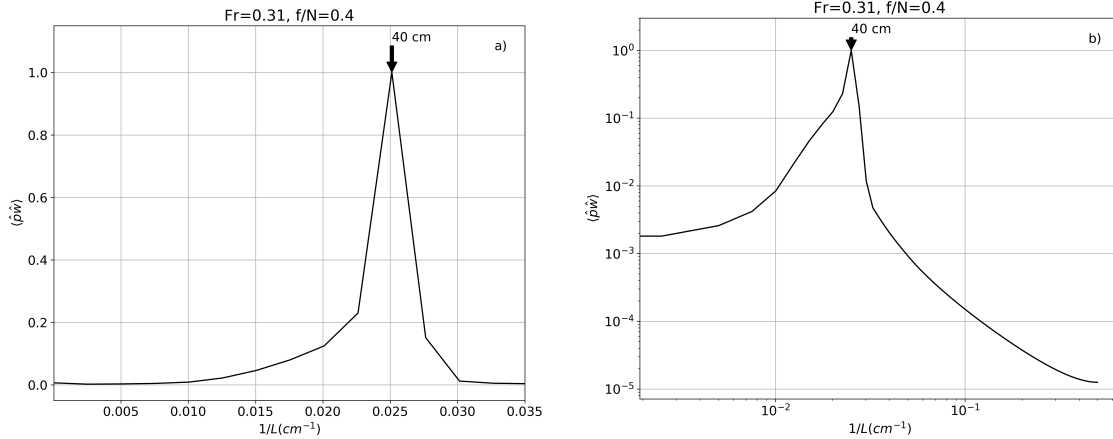 Fr=0.31, f/N=0.4
40 cm
a)
1.0
0.8
0.6
0.4
0.2
0.0
⟨p̂ŵ⟩
0.005 0.010 0.015 0.020 0.025 0.030 0.035
1/L(cm⁻¹)
Fr=0.31, f/N=0.4
40 cm
b)
10⁰
10⁻¹
10⁻²
10⁻³
10⁻⁴
10⁻⁵
⟨p̂ŵ⟩
10⁻² 10⁻¹
1/L(cm⁻¹)